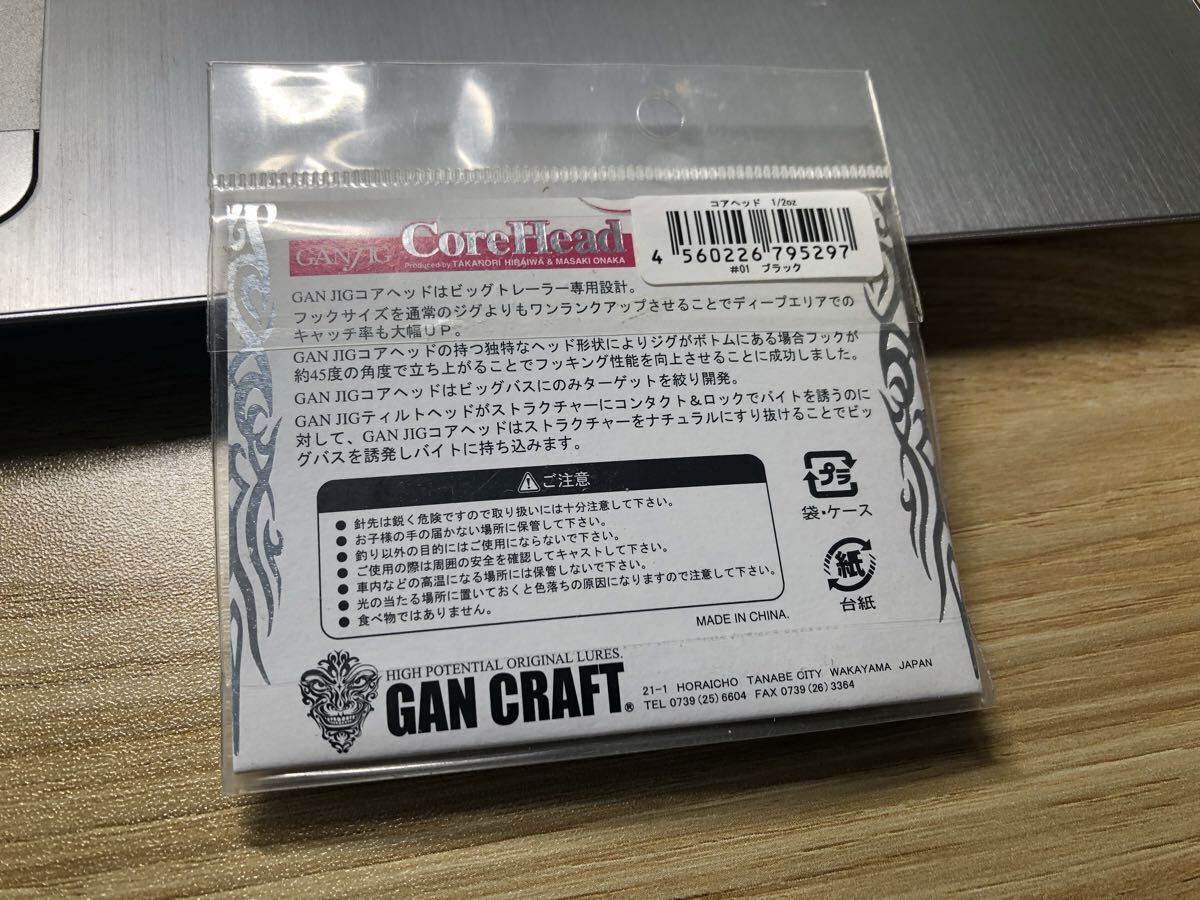 コアヘッド 1/2oz
4 560226 795297
#01 ブラック
GAN JIG CoreHead
Produced by TAKANORI HIRAIWA & MASAKI ONAKA
GAN JIGコアヘッドはビッグトレーラー専用設計。
フックサイズを通常のジグよりもワンランクアップさせることでディープエリアでの
キャッチ率も大幅UP。
GAN JIGコアヘッドの持つ独特なヘッド形状によりジグがボトムにある場合フックが
約45度の角度で立ち上がることでフッキング性能を向上させることに成功しました。
GAN JIGコアヘッドはビッグバスにのみターゲットを絞り開発。
GAN JIGティルトヘッドがストラクチャーにコンタクト&ロックでバイトを誘うのに
対して、GAN JIGコアヘッドはストラクチャーをナチュラルにすり抜けることでビッ
グバスを誘発しバイトに持ち込みます。
ご注意
● 針先は鋭く危険ですので取り扱いには十分注意して下さい。
● お子様の手の届かない場所に保管して下さい。
● 釣り以外の目的にはご使用にならないで下さい。
● ご使用の際は周囲の安全を確認してキャストして下さい。
● 車内などの高温になる場所には保管しないで下さい。
● 光の当たる場所に置いておくと色落ちの原因になりますので注意して下さい。
● 食べ物ではありません。
プラ
袋・ケース
紙
台紙
MADE IN CHINA.
HIGH POTENTIAL ORIGINAL LURES.
GAN CRAFT®
21-1 HORAICHO TANABE CITY WAKAYAMA JAPAN
TEL 0739(25)6604 FAX 0739(26)3364